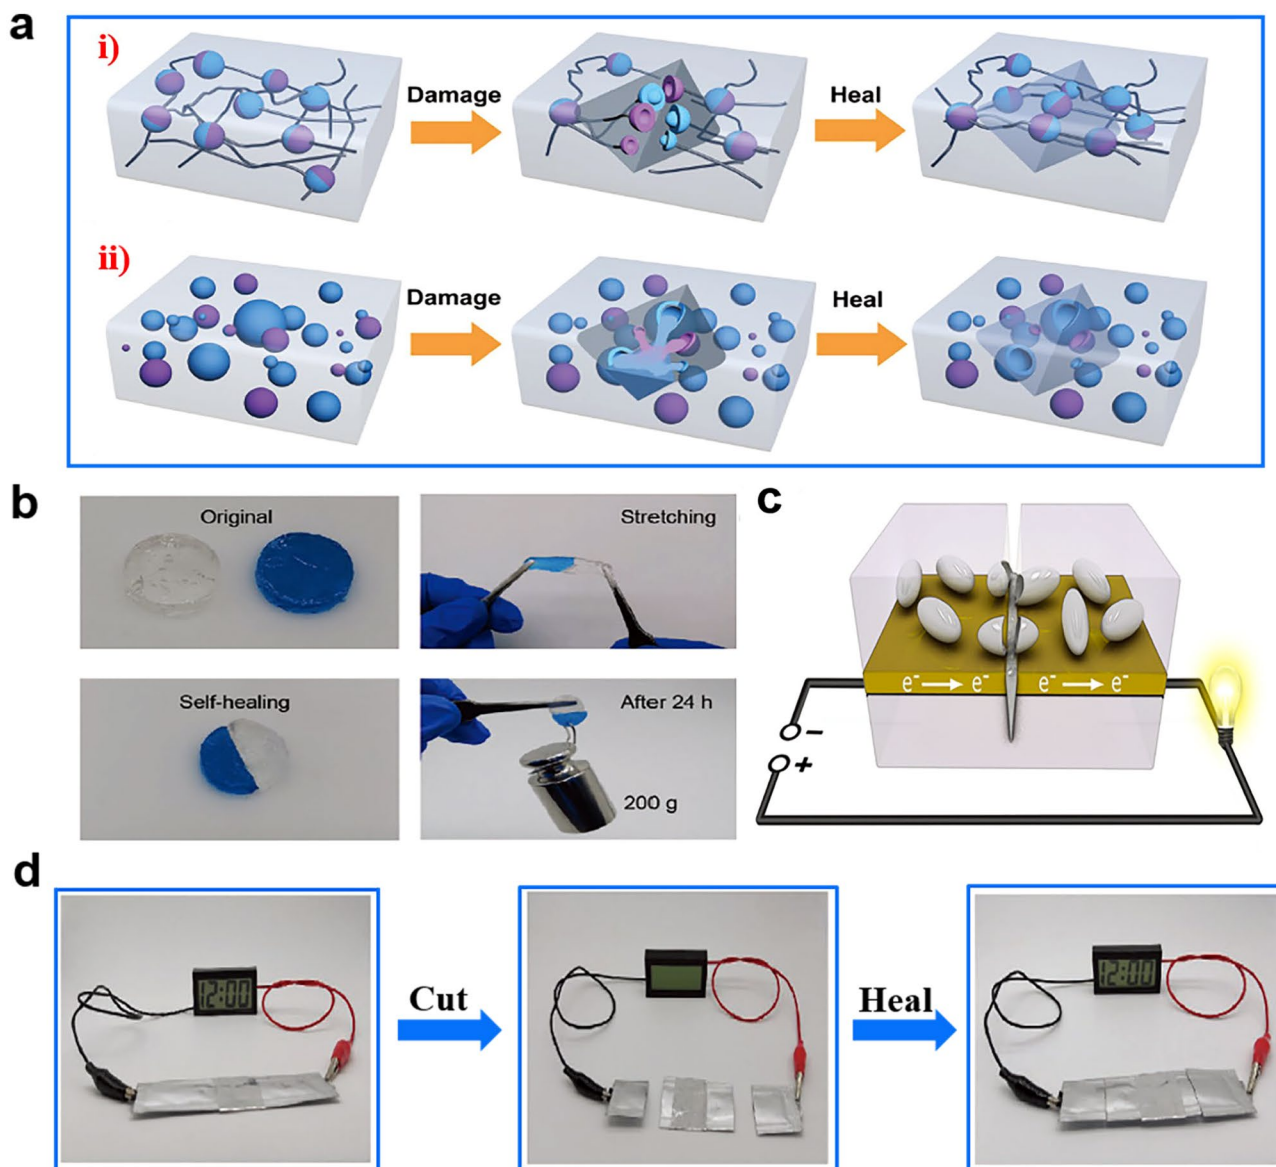 a
i)
Damage
Heal
ii)
Damage
Heal
b
Original
Stretching
Self-healing
After 24 h
200 g
c
e⁻ → e⁻ e⁻ → e⁻
−
+
d
12:00
Cut
Heal
12:00